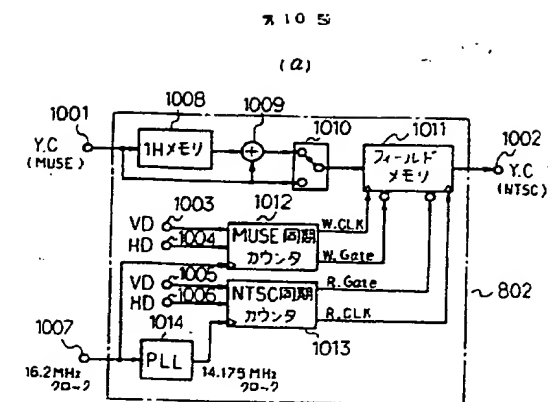 才10図
(a)
1001
Y.C
(MUSE)
1008
1Hメモリ
1009
+
1010
1011
フィールド
メモリ
1002
Y.C
(NTSC)
VD
1003
HD
1004
1012
MUSE同期
カウンタ
W.CLK
W.Gate
VD
1005
HD
1006
NTSC同期
カウンタ
R.Gate
R.CLK
1013
802
1007
16.2MHz
クロック
1014
PLL
14.175MHz
クロック